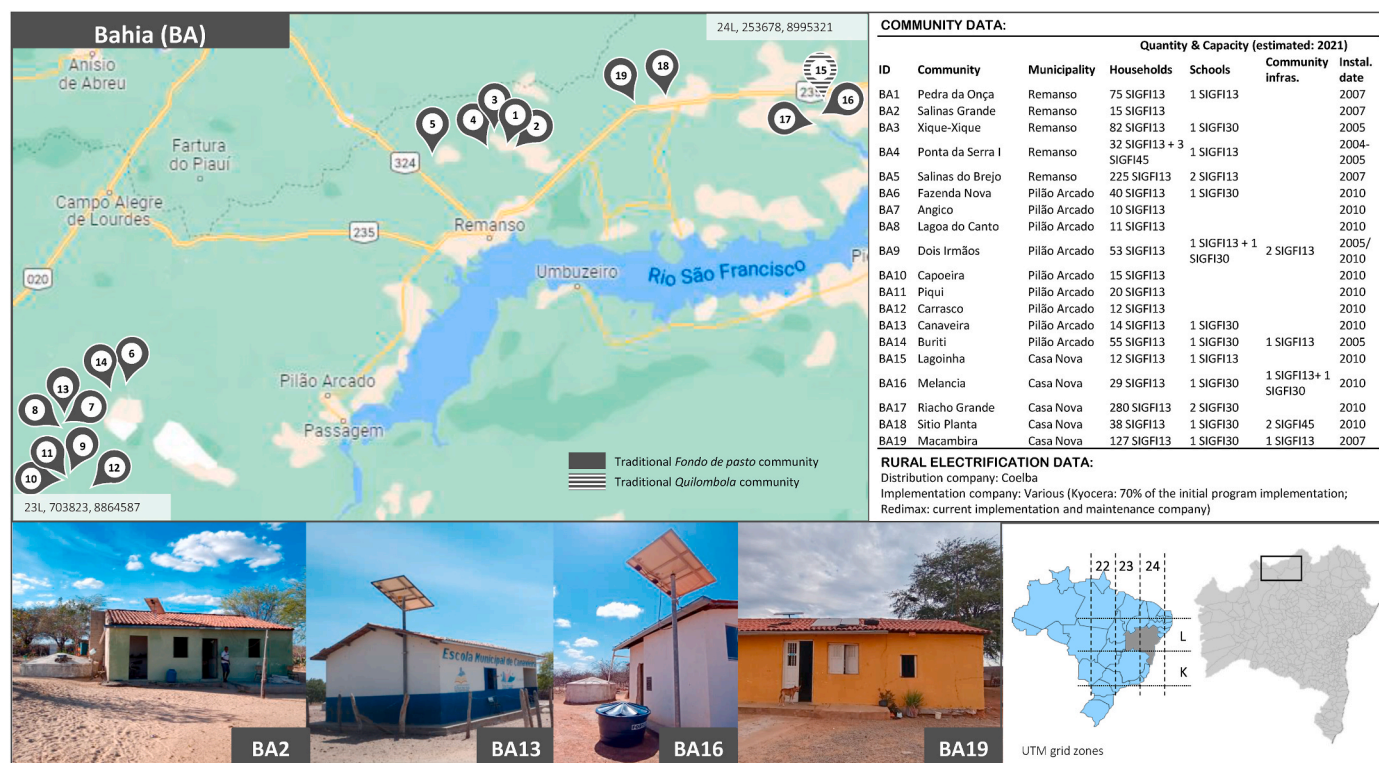 Bahia (BA)
24L, 253678, 8995321
Anísio
de Abreu
Fartura
do Piauí
Campo Alegre
de Lourdes
324
235
235
020
Remanso
Umbuzeiro
Rio São Francisco
Pilão Arcado
Passagem
19
18
15
16
17
3
4
1
2
5
14
6
13
8
7
11
9
10
12
Traditional Fondo de pasto community
Traditional Quilombola community
23L, 703823, 8864587
COMMUNITY DATA:
Quantity & Capacity (estimated: 2021)
ID Community Municipality Households Schools Community infras. Instal. date
BA1 Pedra da Onça Remanso 75 SIGFI13 1 SIGFI13 2007
BA2 Salinas Grande Remanso 15 SIGFI13 2007
BA3 Xique-Xique Remanso 82 SIGFI13 1 SIGFI30 2005
BA4 Ponta da Serra I Remanso 32 SIGFI13 + 3 SIGFI45 1 SIGFI13 2004-2005
BA5 Salinas do Brejo Remanso 225 SIGFI13 2 SIGFI13 2007
BA6 Fazenda Nova Pilão Arcado 40 SIGFI13 1 SIGFI30 2010
BA7 Angico Pilão Arcado 10 SIGFI13 2010
BA8 Lagoa do Canto Pilão Arcado 11 SIGFI13 2010
BA9 Dois Irmãos Pilão Arcado 53 SIGFI13 1 SIGFI13 + 1 SIGFI30 2 SIGFI13 2005/2010
BA10 Capoeira Pilão Arcado 15 SIGFI13 2010
BA11 Piqui Pilão Arcado 20 SIGFI13 2010
BA12 Carrasco Pilão Arcado 12 SIGFI13 2010
BA13 Canaveira Pilão Arcado 14 SIGFI13 1 SIGFI30 2010
BA14 Buriti Pilão Arcado 55 SIGFI13 1 SIGFI30 1 SIGFI13 2005
BA15 Lagoinha Casa Nova 12 SIGFI13 1 SIGFI13 2010
BA16 Melancia Casa Nova 29 SIGFI13 1 SIGFI30 1 SIGFI13+ 1 SIGFI30 2010
BA17 Riacho Grande Casa Nova 280 SIGFI13 2 SIGFI30 2010
BA18 Sitio Planta Casa Nova 38 SIGFI13 1 SIGFI30 2 SIGFI45 2010
BA19 Macambira Casa Nova 127 SIGFI13 1 SIGFI30 1 SIGFI13 2007
RURAL ELECTRIFICATION DATA:
Distribution company: Coelba
Implementation company: Various (Kyocera: 70% of the initial program implementation;
Redimax: current implementation and maintenance company)
BA2
Escola Municipal de
BA13
BA16
BA19
22 23 24
L
K
UTM grid zones